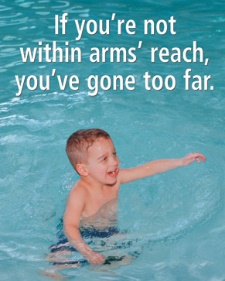 If you’re not
within arms’ reach,
you’ve gone too far.